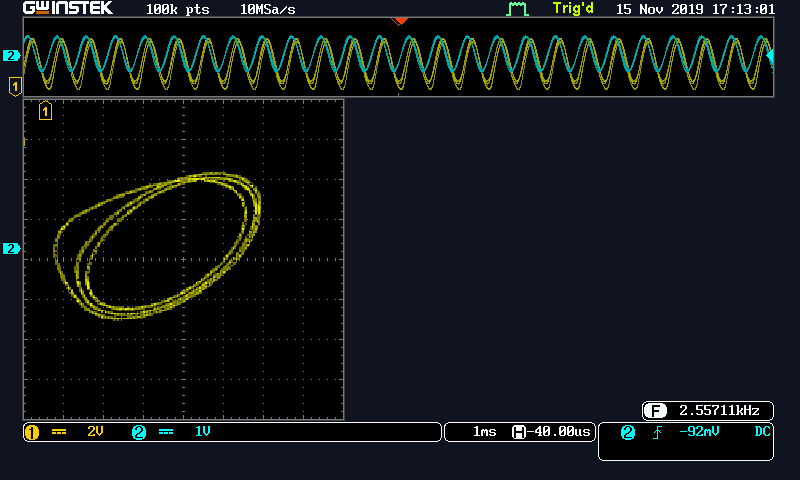 GWINSTEK 100k pts 10MSa/s Trig'd 15 Nov 2019 17:13:01
2
1
1
2
F 2.55711kHz
1 2V 2 1V 1ms H -40.00us 2 -92mV DC